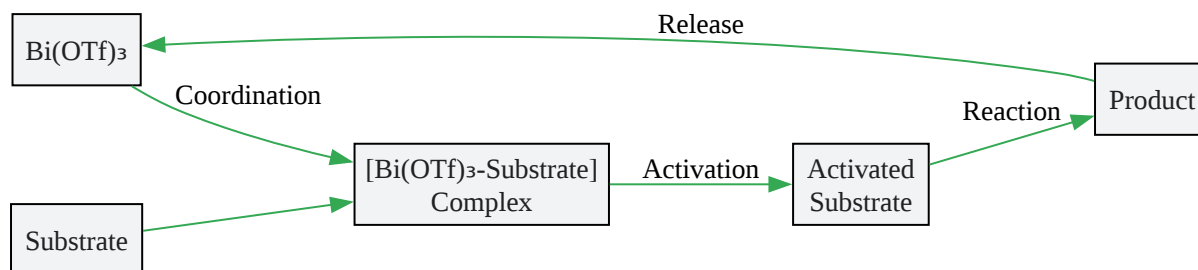 Release
Bi(OTf)₃
Coordination
Product
Reaction
[Bi(OTf)₃-Substrate]
Complex
Activation
Activated
Substrate
Substrate